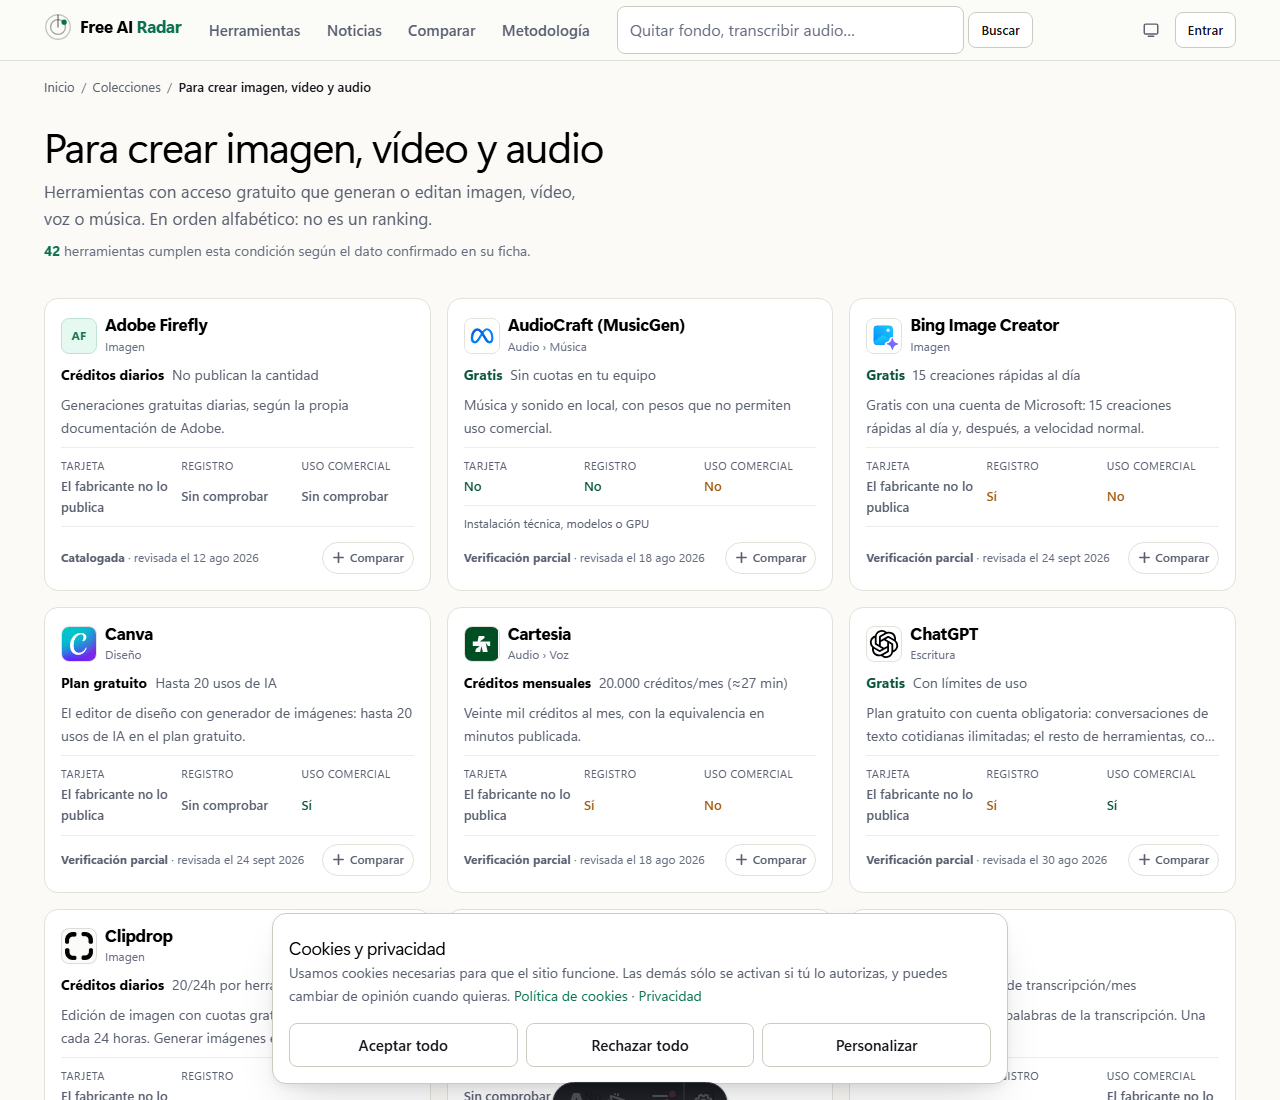 Free AI Radar
Herramientas
Noticias
Comparar
Metodología
Quitar fondo, transcribir audio...
Buscar
Entrar
Inicio / Colecciones / Para crear imagen, vídeo y audio
Para crear imagen, vídeo y audio
Herramientas con acceso gratuito que generan o editan imagen, vídeo,
voz o música. En orden alfabético: no es un ranking.
42 herramientas cumplen esta condición según el dato confirmado en su ficha.
AF
Adobe Firefly
Imagen
Créditos diarios No publican la cantidad
Generaciones gratuitas diarias, según la propia
documentación de Adobe.
TARJETA REGISTRO USO COMERCIAL
El fabricante no lo
publica
Sin comprobar
Sin comprobar
Catalogada · revisada el 12 ago 2026
Comparar
AudioCraft (MusicGen)
Audio › Música
Gratis Sin cuotas en tu equipo
Música y sonido en local, con pesos que no permiten
uso comercial.
TARJETA REGISTRO USO COMERCIAL
No No No
Instalación técnica, modelos o GPU
Verificación parcial · revisada el 18 ago 2026
Comparar
Bing Image Creator
Imagen
Gratis 15 creaciones rápidas al día
Gratis con una cuenta de Microsoft: 15 creaciones
rápidas al día y, después, a velocidad normal.
TARJETA REGISTRO USO COMERCIAL
El fabricante no lo
publica
Sí
No
Verificación parcial · revisada el 24 sept 2026
Comparar
Canva
Diseño
Plan gratuito Hasta 20 usos de IA
El editor de diseño con generador de imágenes: hasta 20
usos de IA en el plan gratuito.
TARJETA REGISTRO USO COMERCIAL
El fabricante no lo
publica
Sin comprobar
Sí
Verificación parcial · revisada el 24 sept 2026
Comparar
Cartesia
Audio › Voz
Créditos mensuales 20.000 créditos/mes (≈27 min)
Veinte mil créditos al mes, con la equivalencia en
minutos publicada.
TARJETA REGISTRO USO COMERCIAL
El fabricante no lo
publica
Sí
No
Verificación parcial · revisada el 18 ago 2026
Comparar
ChatGPT
Escritura
Gratis Con límites de uso
Plan gratuito con cuenta obligatoria: conversaciones de
texto cotidianas ilimitadas; el resto de herramientas, co...
TARJETA REGISTRO USO COMERCIAL
El fabricante no lo
publica
Sí
Sí
Verificación parcial · revisada el 30 ago 2026
Comparar
Clipdrop
Imagen
Créditos diarios 20/24h por
Edición de imagen con cuotas
cada 24 horas. Generar imágenes
TARJETA REGISTRO
El fabricante no lo
Sin comprobar
de transcripción/mes
palabras de la transcripción. Una
USO COMERCIAL
El fabricante no lo
Cookies y privacidad
Usamos cookies necesarias para que el sitio funcione. Las demás sólo se activan si tú lo autorizas, y puedes
cambiar de opinión cuando quieras. Política de cookies · Privacidad
Aceptar todo
Rechazar todo
Personalizar